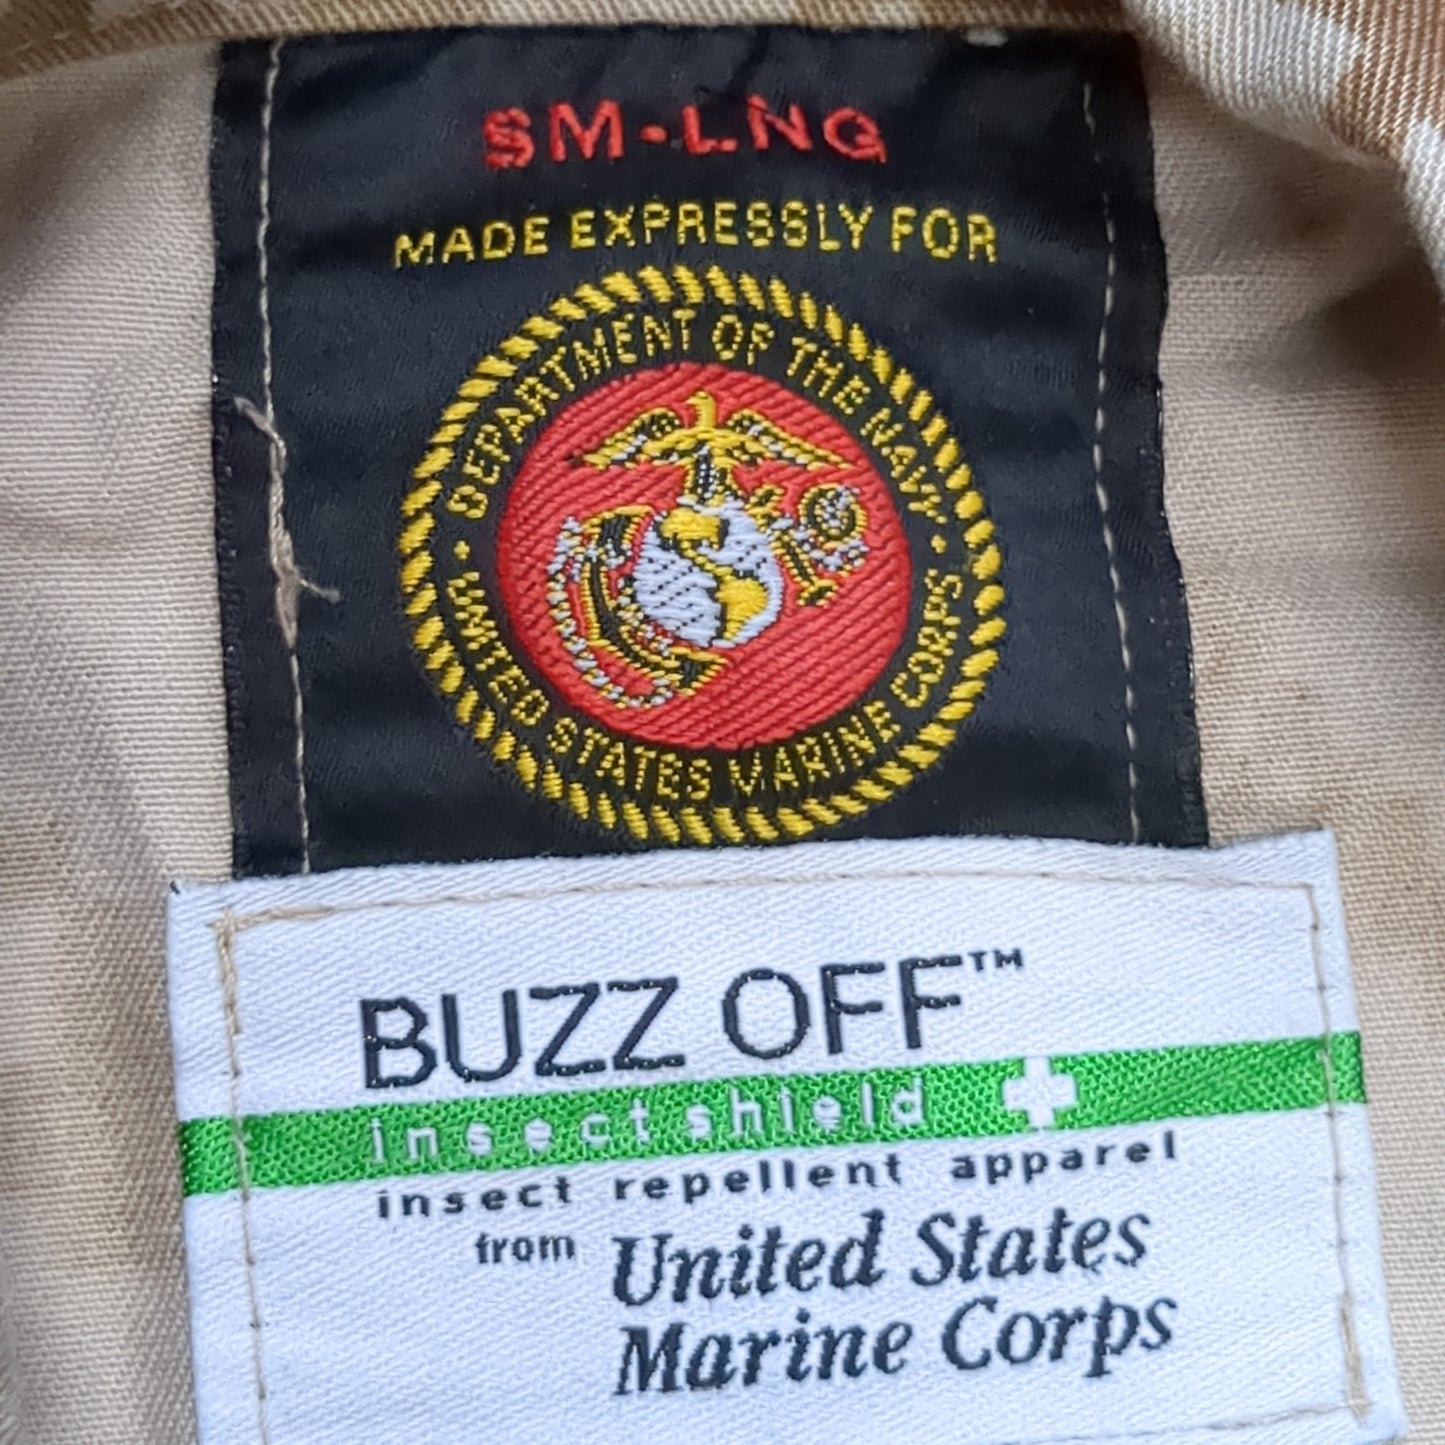 SM-LNG
MADE EXPRESSLY FOR
DEPARTMENT OF THE NAVY
• UNITED STATES MARINE CORPS •
BUZZ OFF™
insect shield
insect repellent apparel
from United States
Marine Corps